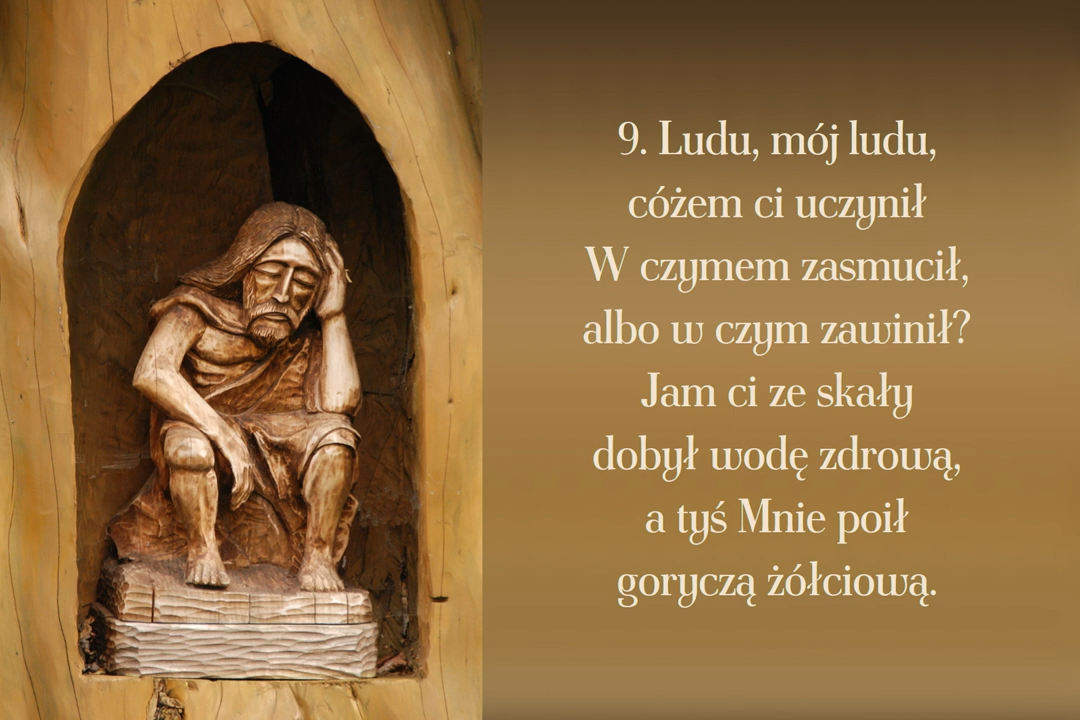 9. Ludu, mój ludu,
cóżem ci uczynił
W czymem zasmucił,
albo w czym zawinił?
Jam ci ze skały
dobył wodę zdrową,
a tyś Mnie poił
goryczą żółciową.